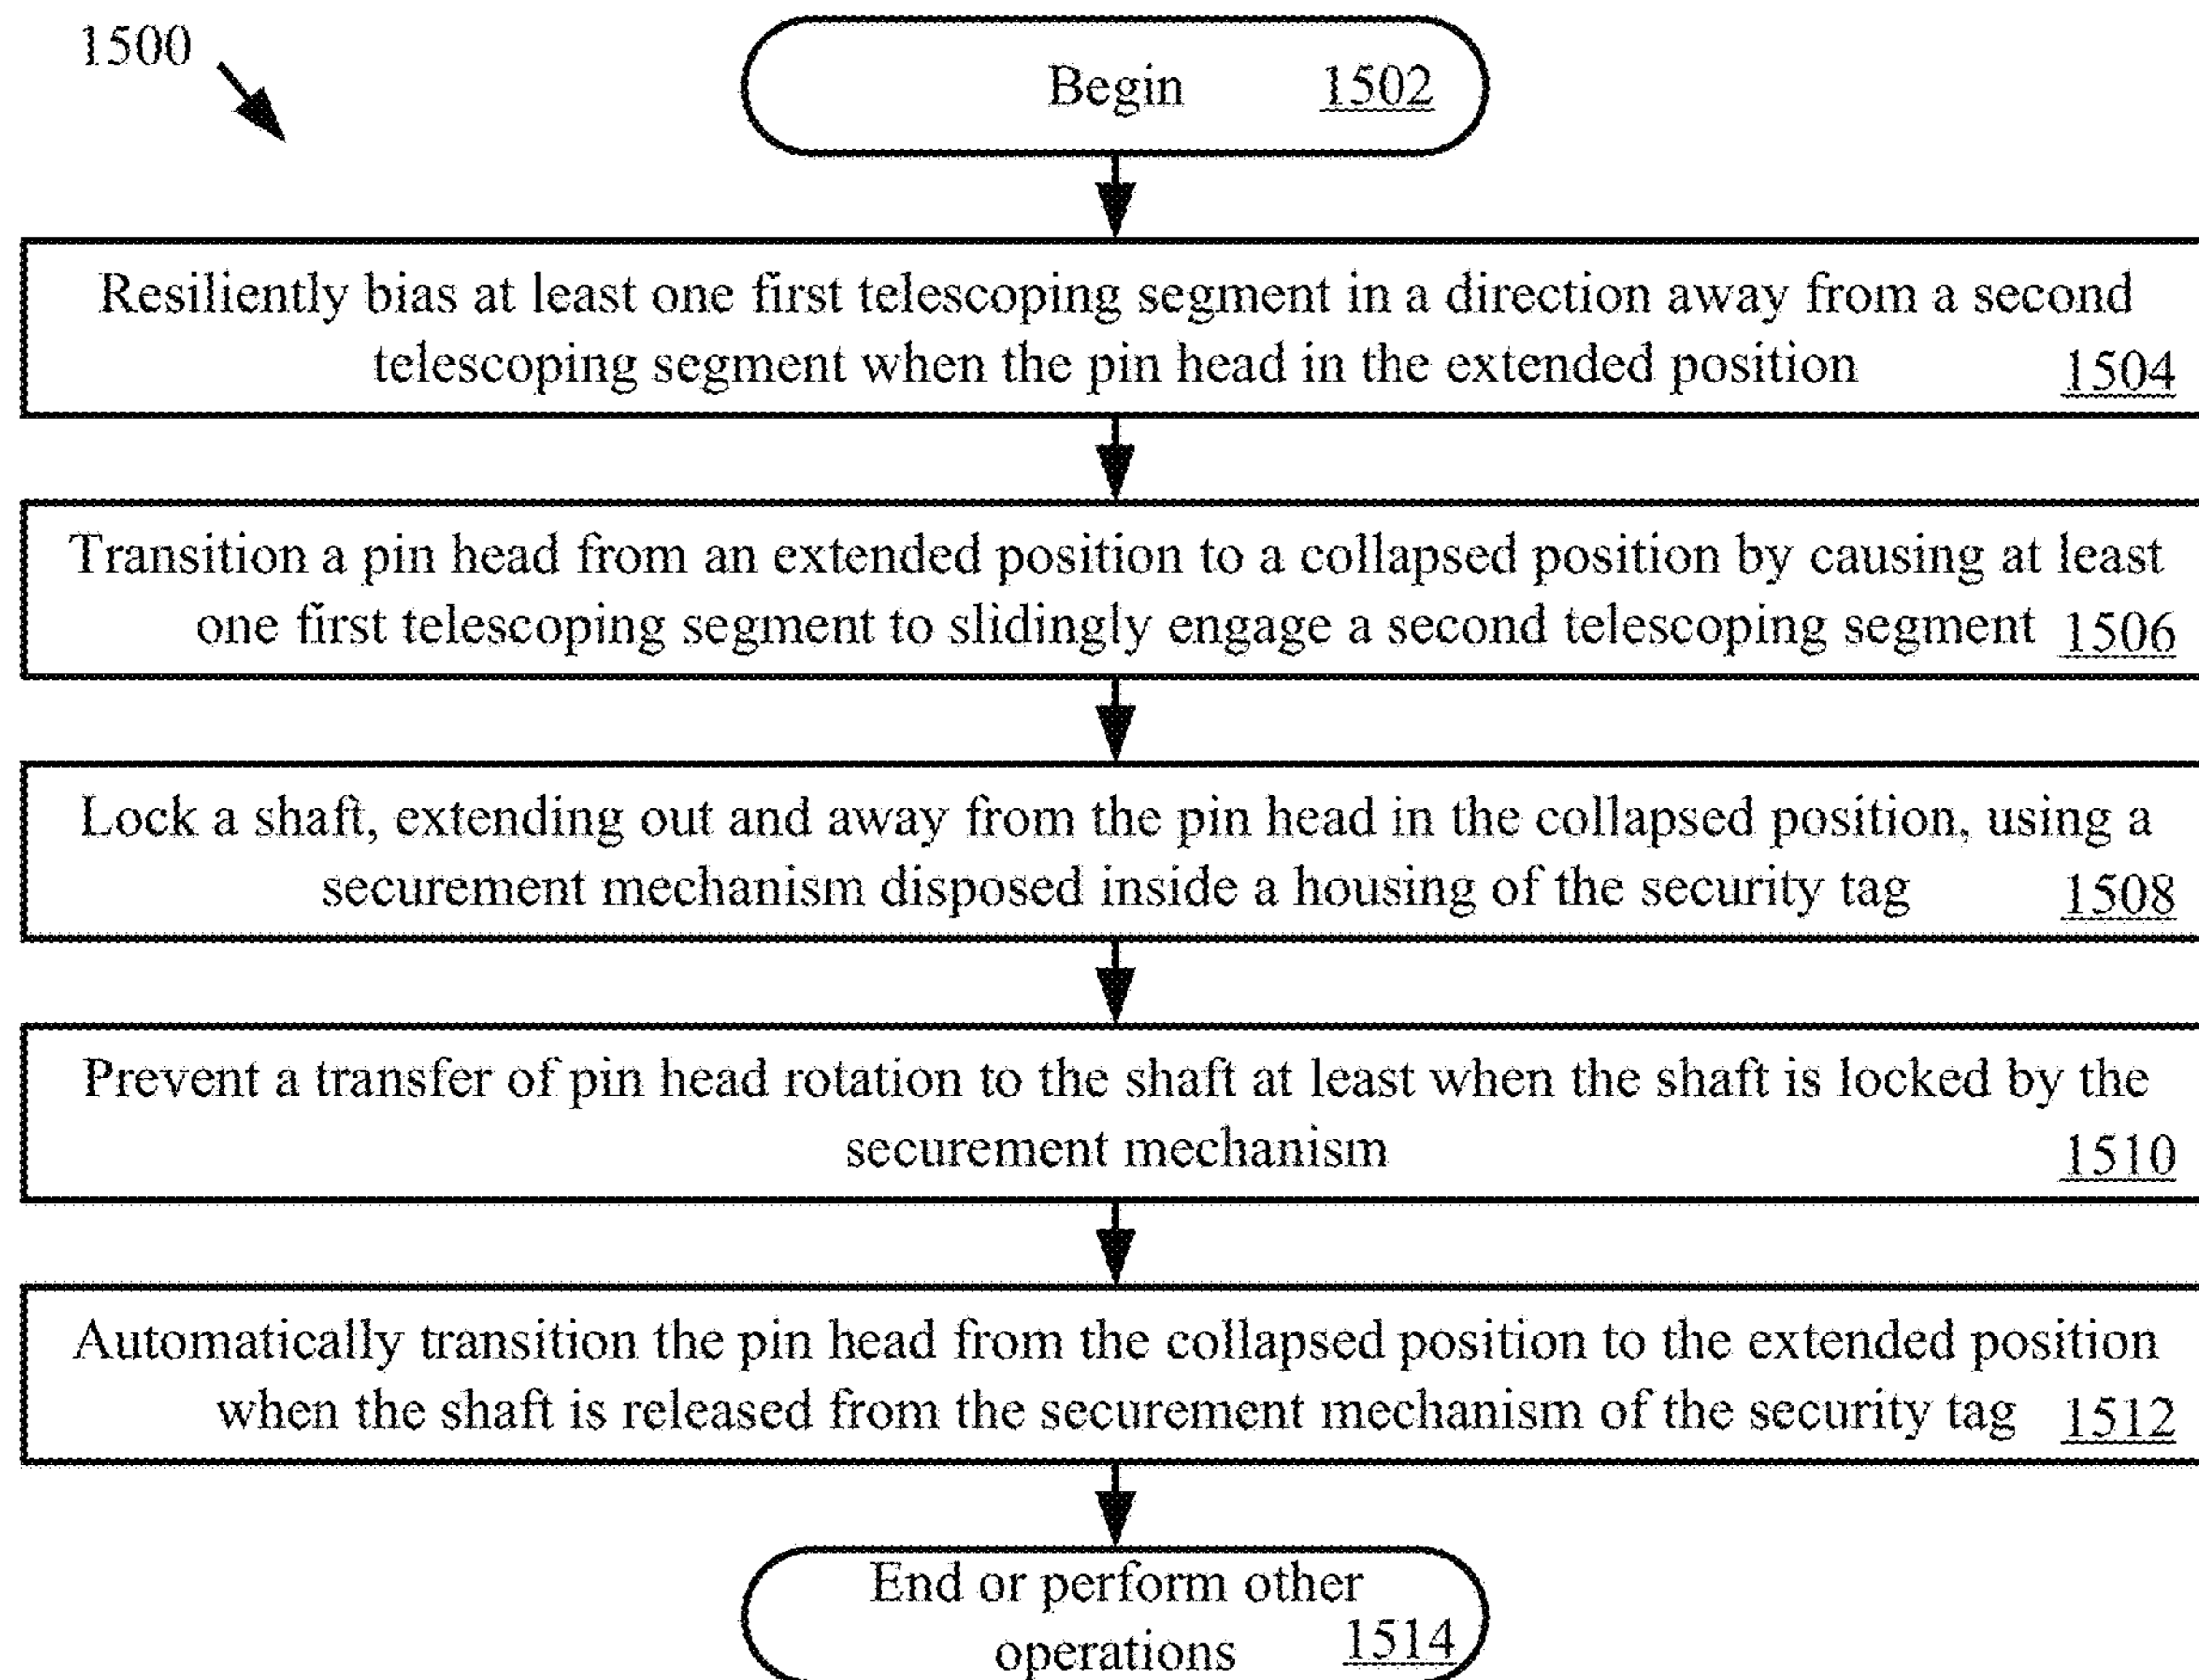 1500
Begin 1502
Resiliently bias at least one first telescoping segment in a direction away from a second
telescoping segment when the pin head in the extended position 1504
Transition a pin head from an extended position to a collapsed position by causing at least
one first telescoping segment to slidingly engage a second telescoping segment 1506
Lock a shaft, extending out and away from the pin head in the collapsed position, using a
securement mechanism disposed inside a housing of the security tag 1508
Prevent a transfer of pin head rotation to the shaft at least when the shaft is locked by the
securement mechanism 1510
Automatically transition the pin head from the collapsed position to the extended position
when the shaft is released from the securement mechanism of the security tag 1512
End or perform other
operations 1514